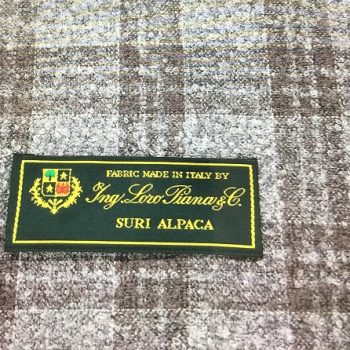 FABRIC MADE IN ITALY BY
Ing. Loro Piana & C.
SURI ALPACA